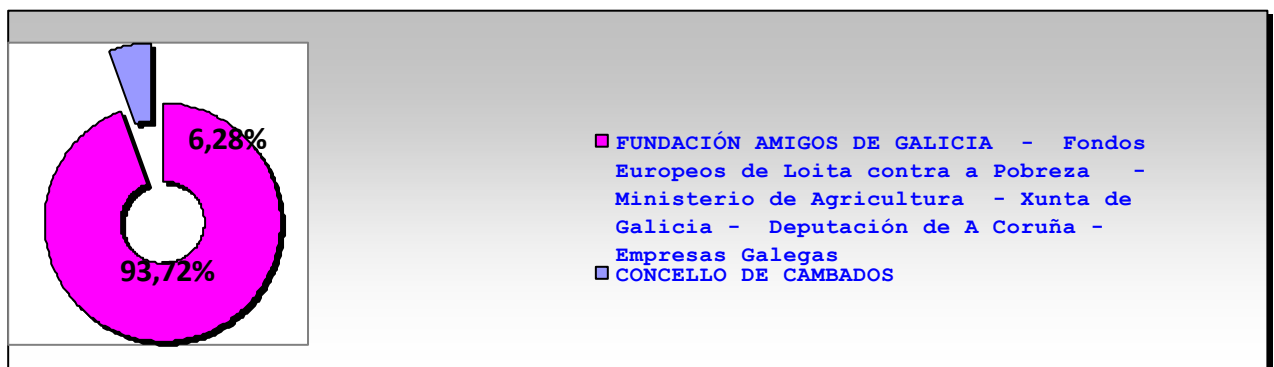 6,28%
93,72%
FUNDACIÓN AMIGOS DE GALICIA - Fondos
Europeos de Loita contra a Pobreza -
Ministerio de Agricultura - Xunta de
Galicia - Deputación de A Coruña -
Empresas Galegas
CONCELLO DE CAMBADOS